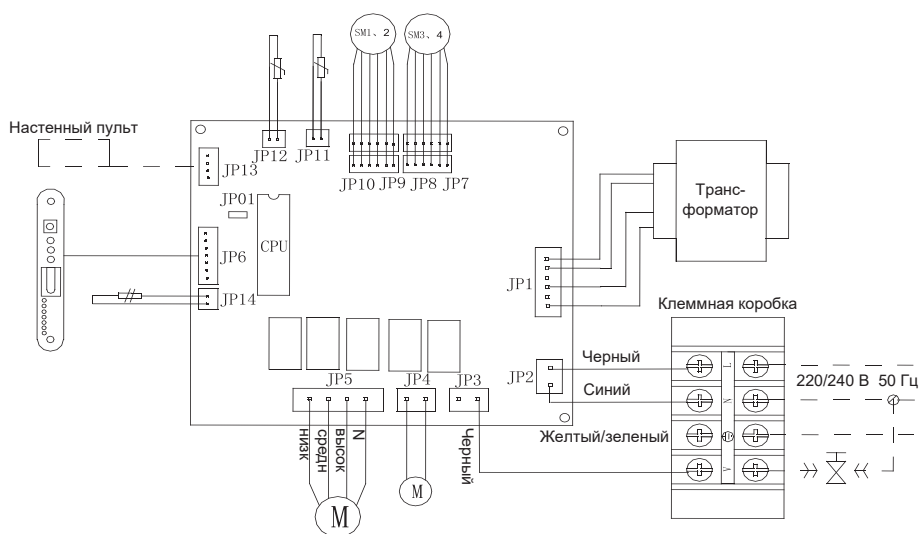 SM1、2
SM3、4
Настенный пульт
JP12
JP11
JP13
JP10
JP9
JP8
JP7
Транс-
форматор
JP01
CPU
JP6
JP1
JP14
Клеммная коробка
Черный
JP5
JP4
JP3
JP2
L
220/240 В 50 Гц
Синий
N
Желтый/зеленый
низк
средн
высок
N
Черный
V
M
M